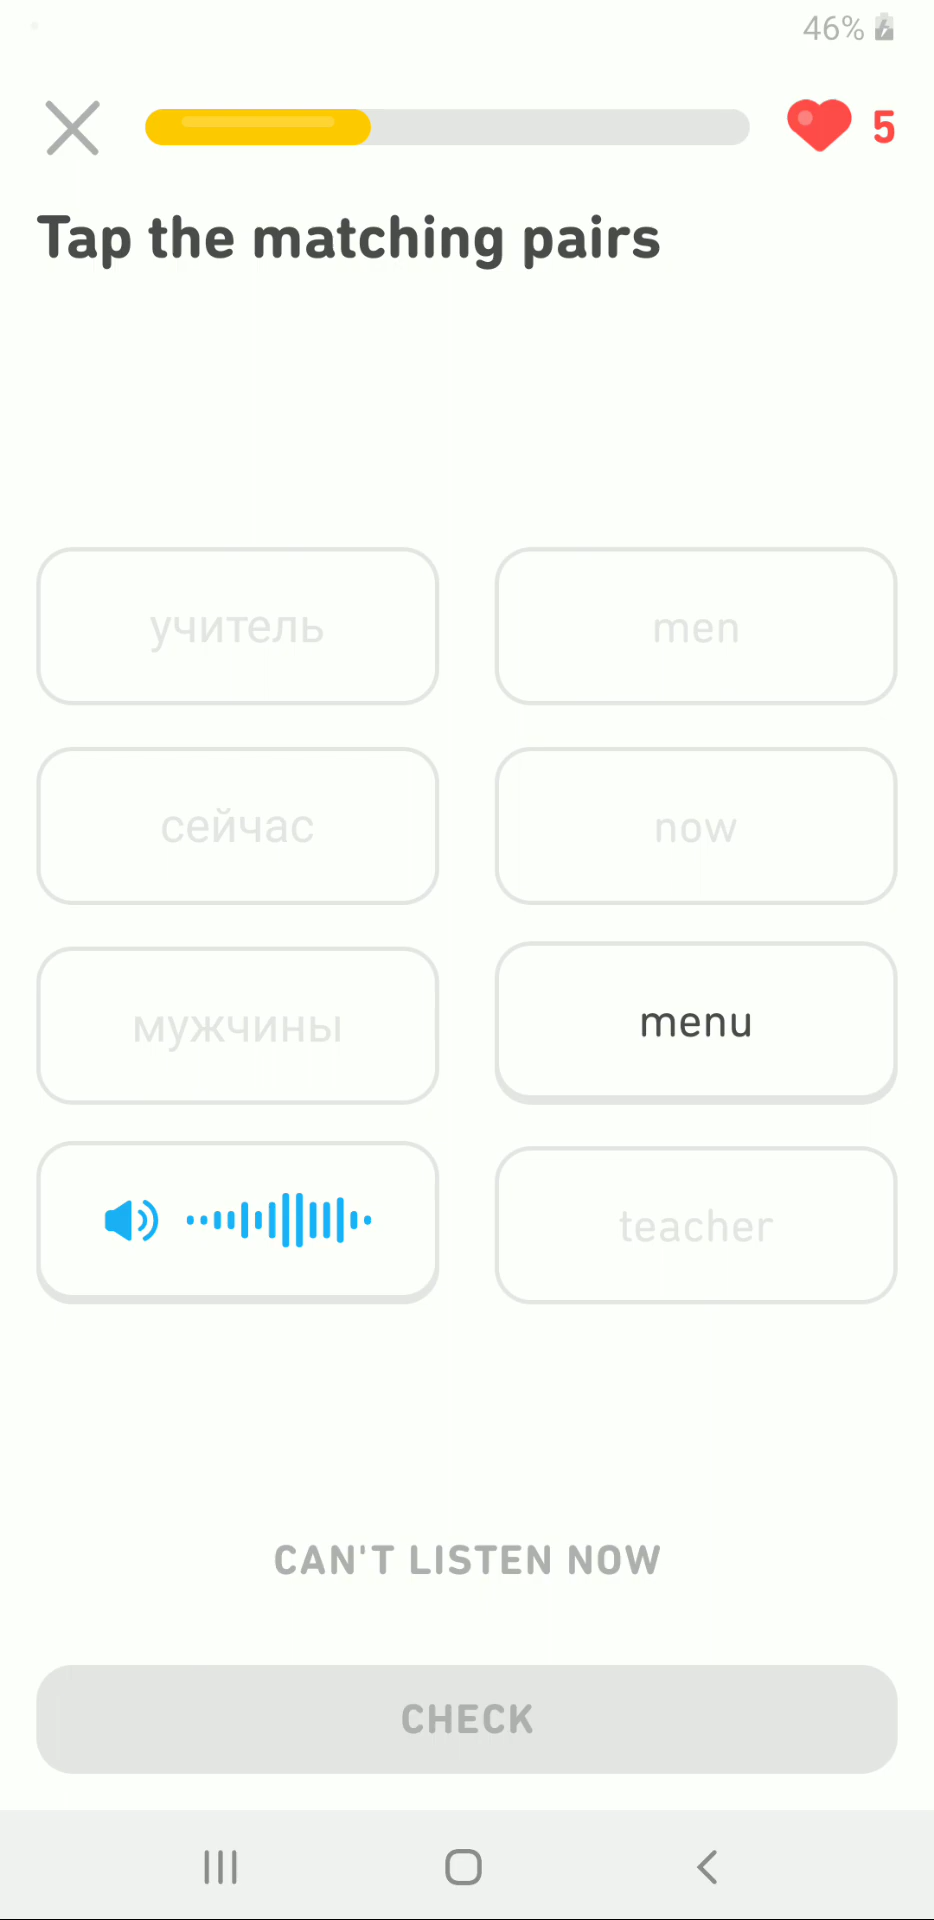 46%
5
Tap the matching pairs
учитель
men
сейчас
now
мужчины
menu
teacher
CAN'T LISTEN NOW
CHECK